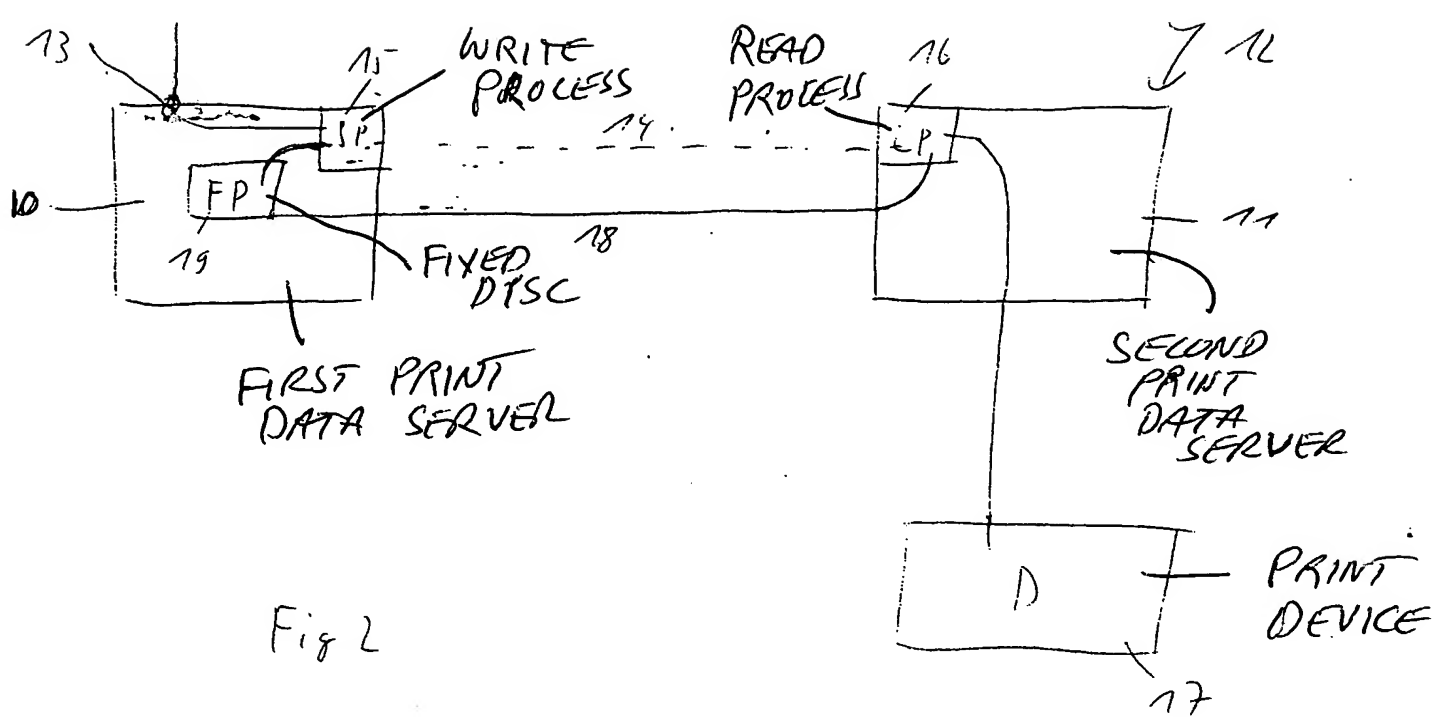 13
15
WRITE
PROCESS
READ
PROCESS
16
12
SP
14
LP
10
FP
19
18
11
FIXED
DISC
FIRST PRINT
DATA SERVER
SECOND
PRINT
DATA
SERVER
D
PRINT
DEVICE
17
Fig 2